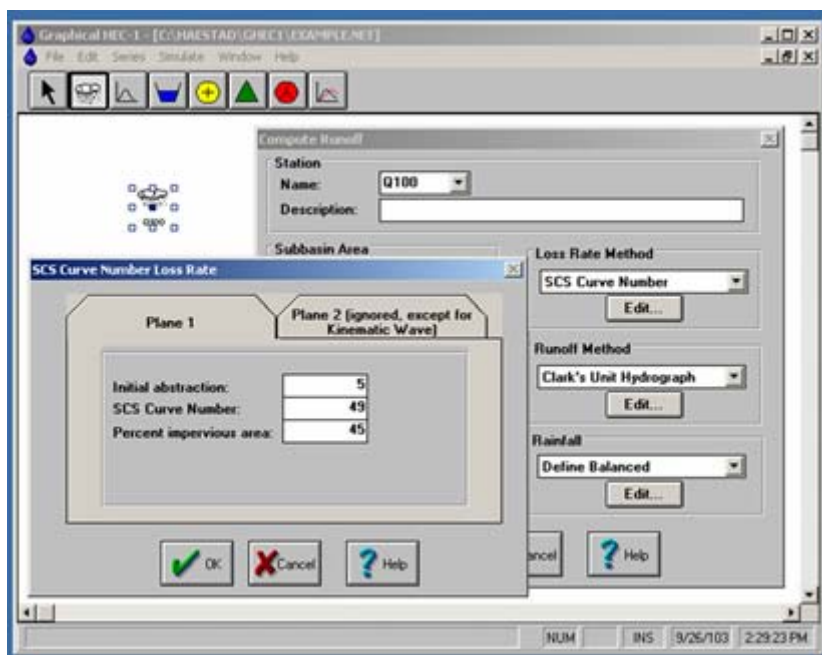 Graphical HEC-1 - [C:\HAESTAD\GHEC1\EXAMPLE.NET]
File Edit Series Simulate Window Help
Compute Runoff
Station
Name: Q100
Description:
Q100
Subbasin Area
Loss Rate Method
SCS Curve Number
Edit...
Runoff Method
Clark's Unit Hydrograph
Edit...
Rainfall
Define Balanced
Edit...
ancel
Help
SCS Curve Number Loss Rate
Plane 1
Plane 2 (ignored, except for
Kinematic Wave)
Initial abstraction: 5
SCS Curve Number: 49
Percent impervious area: 45
OK
Cancel
Help
NUM INS 9/26/103 2:29:23 PM